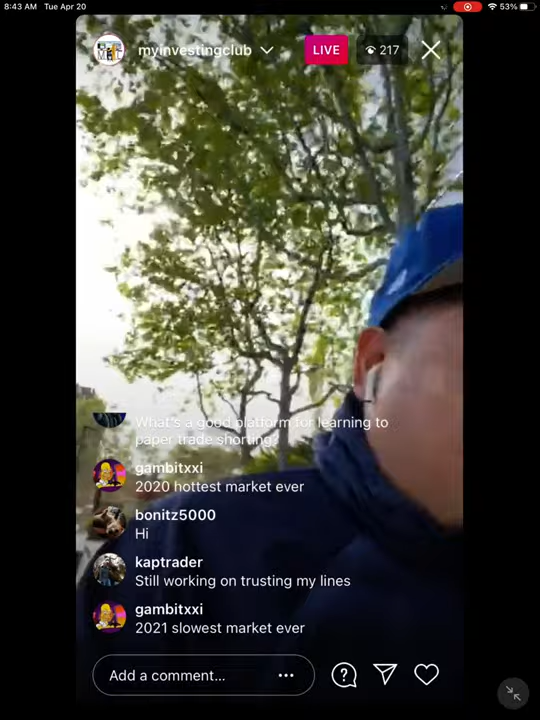 8:43 AM Tue Apr 20
53%
myinvestingclub
LIVE
217
What's a good platform for learning to
paper trade shorting?
gambitxxi
2020 hottest market ever
bonitz5000
Hi
kaptrader
Still working on trusting my lines
gambitxxi
2021 slowest market ever
Add a comment...